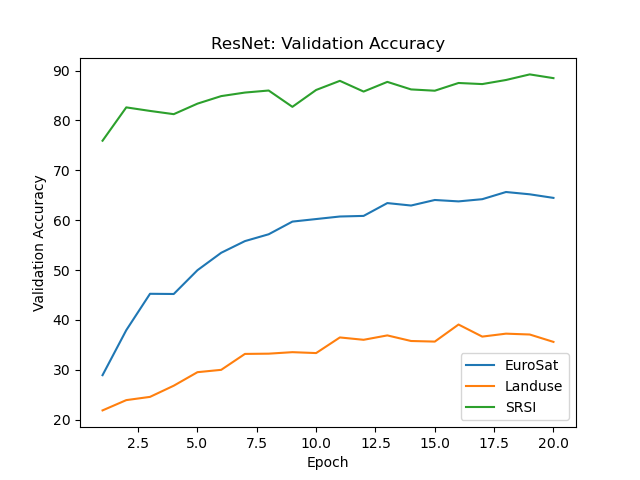 ResNet: Validation Accuracy
Validation Accuracy
90
80
70
60
50
40
30
20
EuroSat
Landuse
SRSI
2.5 5.0 7.5 10.0 12.5 15.0 17.5 20.0
Epoch